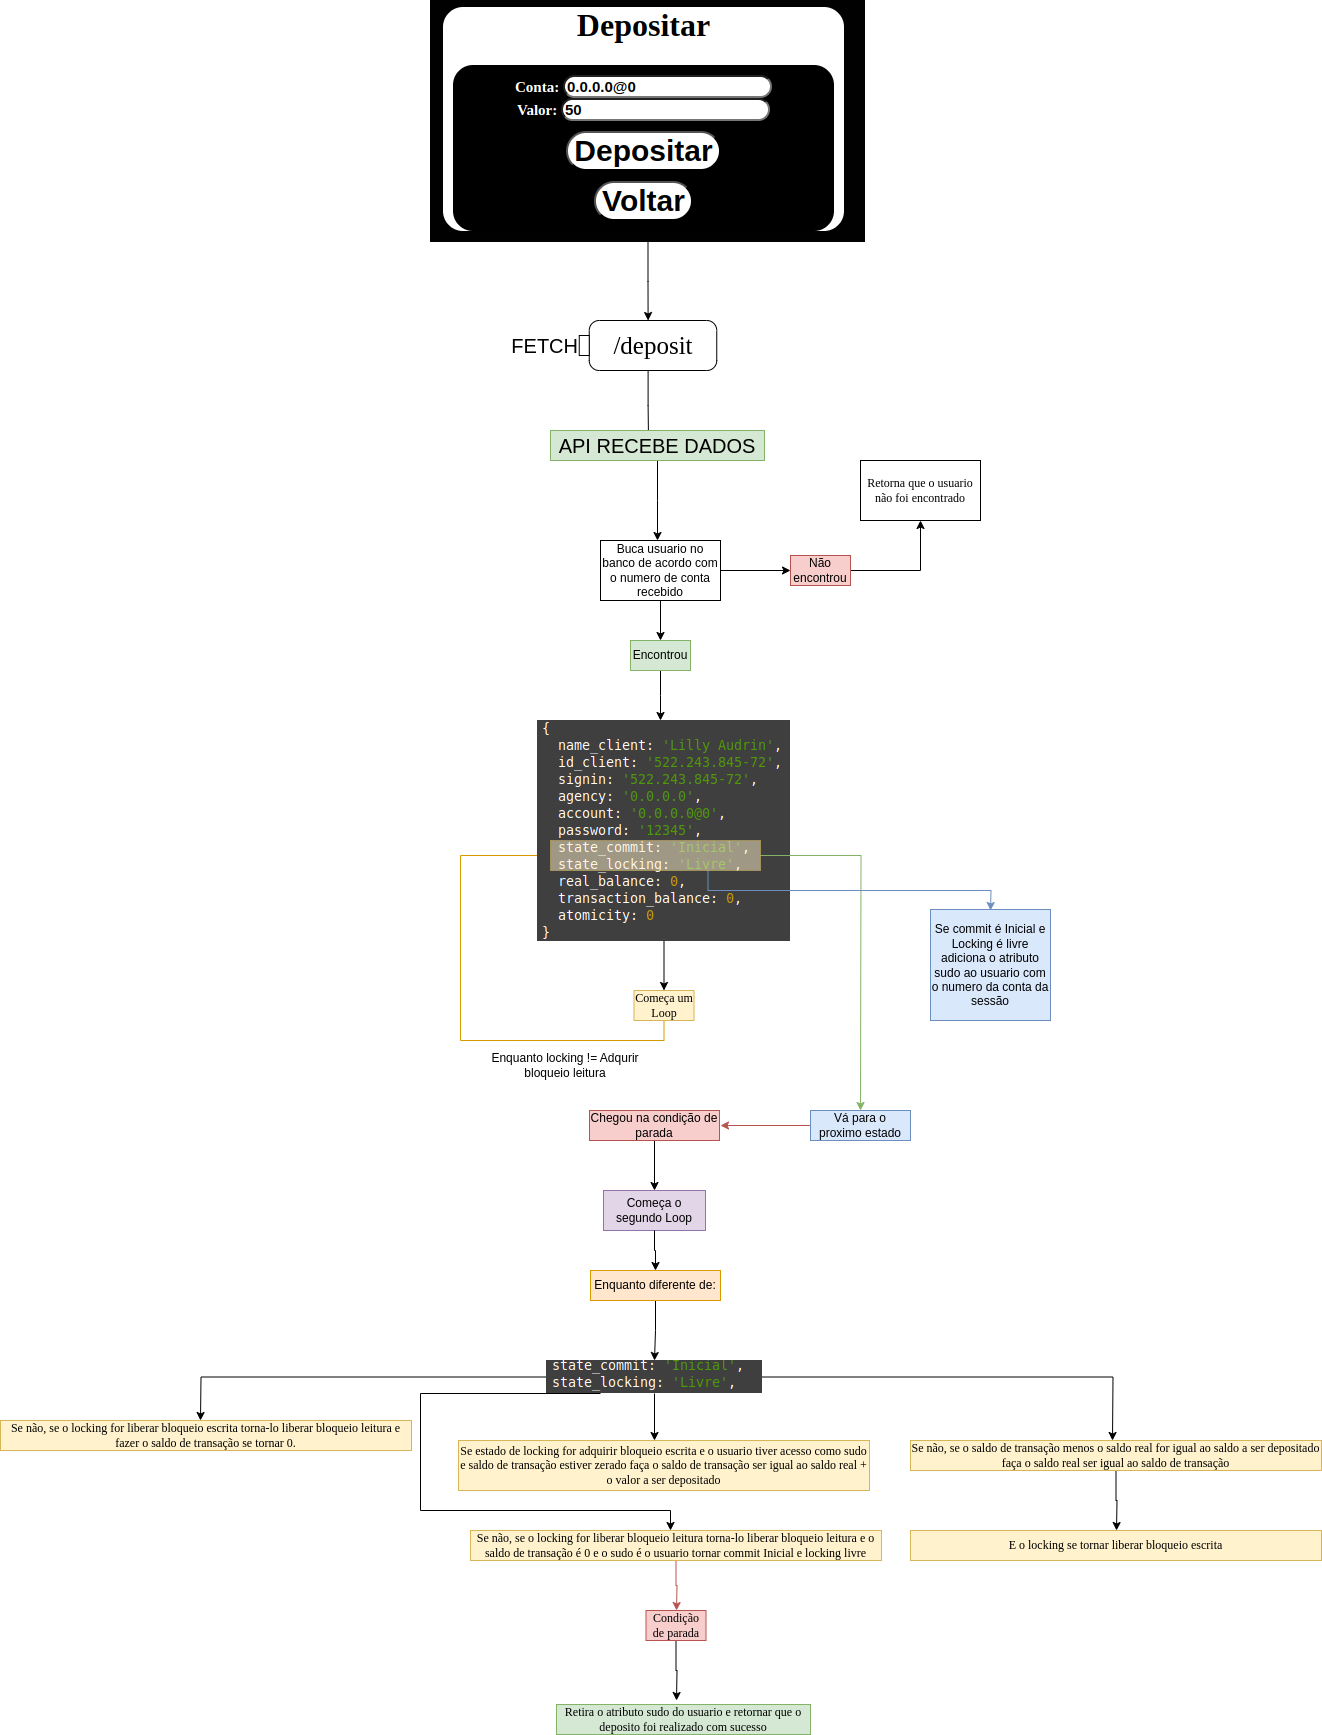 Depositar
Conta: 0.0.0.0@0
Valor: 50
Depositar
Voltar
FETCH
/deposit
API RECEBE DADOS
Retorna que o usuario
não foi encontrado
Buca usuario no
banco de acordo com
o numero de conta
recebido
Não
encontrou
Encontrou
{
name_client: 'Lilly Audrin',
id_client: '522.243.845-72',
signin: '522.243.845-72',
agency: '0.0.0.0',
account: '0.0.0.0@0',
password: '12345',
state_commit: 'Inicial',
state_locking: 'Livre',
real_balance: 0,
transaction_balance: 0,
atomicity: 0
}
Se commit é Inicial e
Locking é livre
adiciona o atributo
sudo ao usuario com
o numero da conta da
sessão
Começa um
Loop
Enquanto locking != Adqurir
bloqueio leitura
Chegou na condição de
parada
Vá para o
proximo estado
Começa o
segundo Loop
Enquanto diferente de:
state_commit: 'Inicial',
state_locking: 'Livre',
Se não, se o locking for liberar bloqueio escrita torna-lo liberar bloqueio leitura e
fazer o saldo de transação se tornar 0.
Se estado de locking for adquirir bloqueio escrita e o usuario tiver acesso como sudo
e saldo de transação estiver zerado faça o saldo de transação ser igual ao saldo real +
o valor a ser depositado
Se não, se o saldo de transação menos o saldo real for igual ao saldo a ser depositado
faça o saldo real ser igual ao saldo de transação
Se não, se o locking for liberar bloqueio leitura torna-lo liberar bloqueio leitura e o
saldo de transação é 0 e o sudo é o usuario tornar commit Inicial e locking livre
E o locking se tornar liberar bloqueio escrita
Condição
de parada
Retira o atributo sudo do usuario e retornar que o
deposito foi realizado com sucesso